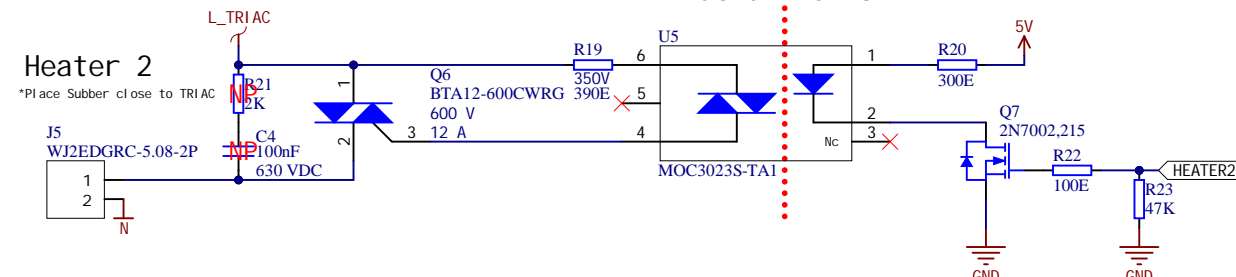 L_TRIAC
Heater 2
*Place Subber close to TRIAC
R21
NP
2K
C4
NP
100nF
630 VDC
J5
WJ2EDGRC-5.08-2P
1
2
N
1
2
3
Q6
BTA12-600CWRG
600 V
12 A
R19
350V
390E
U5
6
5
4
MOC3023S-TA1
1
2
3
Nc
R20
300E
5V
Q7
2N7002,215
R22
100E
R23
47K
HEATER2
GND
GND